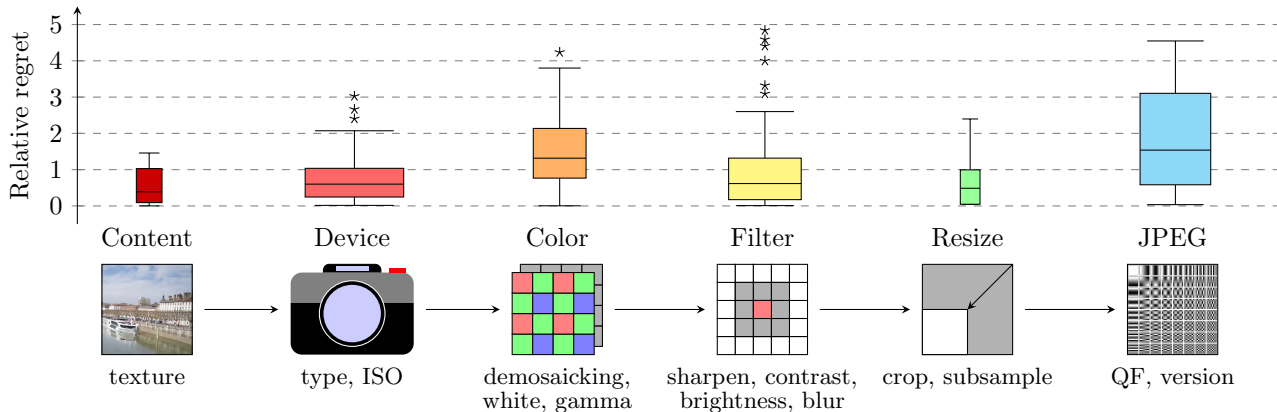 Relative regret
5
4
3
2
1
0
Content Device Color Filter Resize JPEG
texture type, ISO demosaicking, sharpen, contrast, crop, subsample QF, version
white, gamma brightness, blur